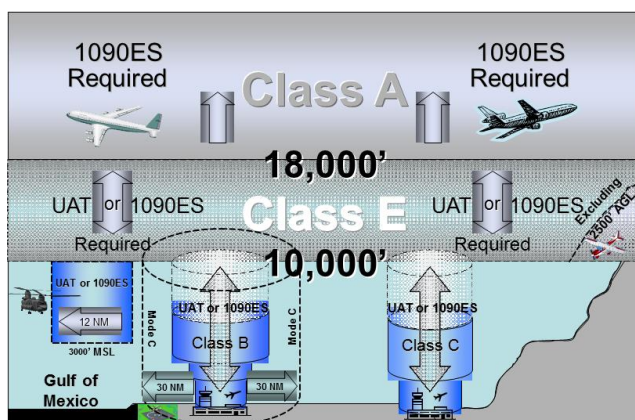 1090ES
Required
Class A
1090ES
Required
18,000'
UAT or 1090ES
Required
Class E
UAT or 1090ES
Required
Excluding
2500' AGL
10,000'
UAT or 1090ES
12 NM
3000' MSL
Mode C
UAT or 1090ES
Class B
Mode C
30 NM
30 NM
UAT or 1090ES
Class C
Gulf of
Mexico